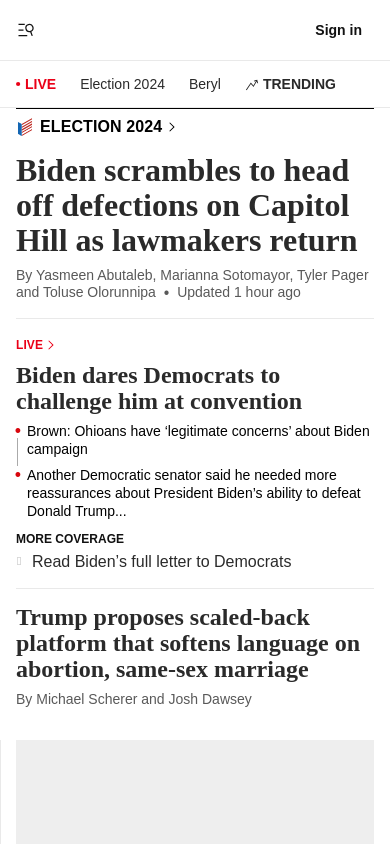 Sign in
LIVE
Election 2024
Beryl
TRENDING
ELECTION 2024
Biden scrambles to head
off defections on Capitol
Hill as lawmakers return
By Yasmeen Abutaleb, Marianna Sotomayor, Tyler Pager
and Toluse Olorunnipa • Updated 1 hour ago
LIVE
Biden dares Democrats to
challenge him at convention
Brown: Ohioans have ‘legitimate concerns’ about Biden
campaign
Another Democratic senator said he needed more
reassurances about President Biden’s ability to defeat
Donald Trump...
MORE COVERAGE
Read Biden’s full letter to Democrats
Trump proposes scaled-back
platform that softens language on
abortion, same-sex marriage
By Michael Scherer and Josh Dawsey